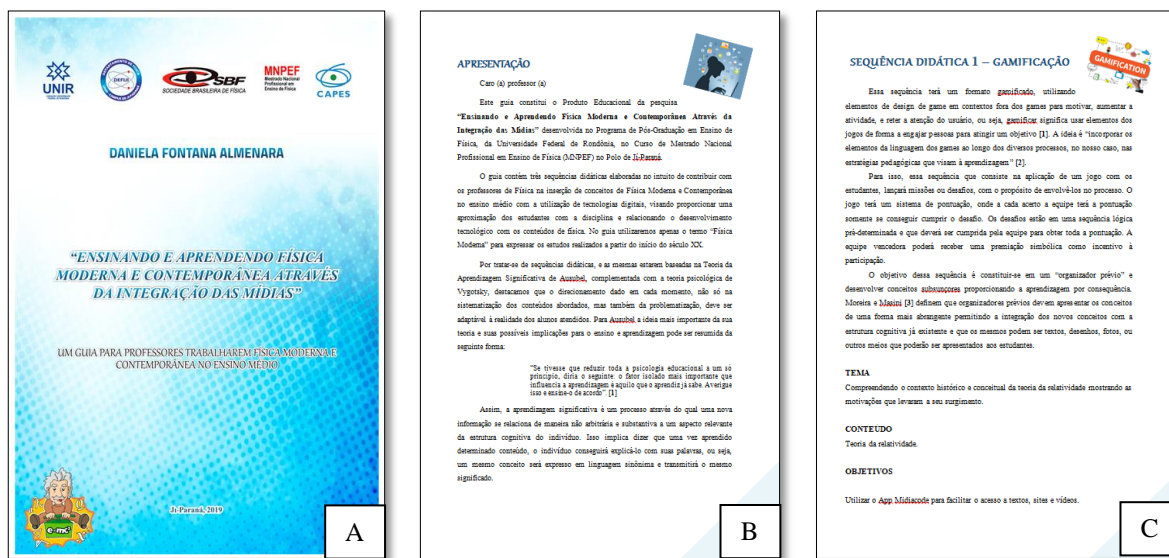 UNIR
DEFIJI
SBF
SOCIEDADE BRASILEIRA DE FÍSICA
MNPEF
Mestrado Nacional
Profissional em
Ensino de Física
CAPES
DANIELA FONTANA ALMENARA
“ENSINANDO E APRENDENDO FÍSICA
MODERNA E CONTEMPORÂNEA ATRAVÉS
DA INTEGRAÇÃO DAS MÍDIAS”
UM GUIA PARA PROFESSORES TRABALHAREM FÍSICA MODERNA E
CONTEMPORÂNEA NO ENSINO MÉDIO
e=mc²
Ji-Paraná, 2019
A
APRESENTAÇÃO
Caro (a) professor (a)
Este guia constitui o Produto Educacional da pesquisa
“Ensinando e Aprendendo Física Moderna e Contemporânea Através da
Integração das Mídias” desenvolvida no Programa de Pós-Graduação em Ensino de
Física, da Universidade Federal de Rondônia, no Curso de Mestrado Nacional
Profissional em Ensino de Física (MNPEF) no Polo de Ji-Paraná.
O guia contém três sequências didáticas elaboradas no intuito de contribuir com
os professores de Física na inserção de conceitos de Física Moderna e Contemporânea
no ensino médio com a utilização de tecnologias digitais, visando proporcionar uma
aproximação dos estudantes com a disciplina e relacionando o desenvolvimento
tecnológico com os conteúdos de física. No guia utilizaremos apenas o termo “Física
Moderna” para expressar os estudos realizados a partir do início do século XX.
Por tratar-se de sequências didáticas, e as mesmas estarem baseadas na Teoria da
Aprendizagem Significativa de Ausubel, complementada com a teoria psicológica de
Vygotsky, destacamos que o direcionamento dado em cada momento, não só na
sistematização dos conteúdos abordados, mas também da problematização, deve ser
adaptável à realidade dos alunos atendidos. Para Ausubel a ideia mais importante da sua
teoria e suas possíveis implicações para o ensino e aprendizagem pode ser resumida da
seguinte forma:
“Se tivesse que reduzir toda a psicologia educacional a um só
princípio, diria o seguinte: o fator isolado mais importante que
influencia a aprendizagem é aquilo que o aprendiz já sabe. Averigue
isso e ensine-o de acordo”. [1]
Assim, a aprendizagem significativa é um processo através do qual uma nova
informação se relaciona de maneira não arbitrária e substantiva a um aspecto relevante
da estrutura cognitiva do indivíduo. Isso implica dizer que uma vez aprendido
determinado conteúdo, o indivíduo conseguirá explicá-lo com suas palavras, ou seja,
um mesmo conceito será expresso em linguagem sinônima e transmitirá o mesmo
significado.
B
GAMIFICATION
SEQUÊNCIA DIDÁTICA 1 – GAMIFICAÇÃO
Essa sequência terá um formato gamificado, utilizando
elementos de design de game em contextos fora dos games para motivar, aumentar a
atividade, e reter a atenção do usuário, ou seja, gamificar significa usar elementos dos
jogos de forma a engajar pessoas para atingir um objetivo [1]. A ideia é “incorporar os
elementos da linguagem dos games ao longo dos diversos processos, no nosso caso, nas
estratégias pedagógicas que visam à aprendizagem” [2].
Para isso, essa sequência que consiste na aplicação de um jogo com os
estudantes, lançará missões ou desafios, com o propósito de envolvê-los no processo. O
jogo terá um sistema de pontuação, onde a cada acerto a equipe terá a pontuação
somente se conseguir cumprir o desafio. Os desafios estão em uma sequência lógica
pré-determinada e que deverá ser cumprida pela equipe para obter toda a pontuação. A
equipe vencedora poderá receber uma premiação simbólica como incentivo à
participação.
O objetivo dessa sequência é constituir-se em um “organizador prévio” e
desenvolver conceitos subsunçores proporcionando a aprendizagem por consequência.
Moreira e Masini [3] definem que organizadores prévios devem apresentar os conceitos
de uma forma mais abrangente permitindo a integração dos novos conceitos com a
estrutura cognitiva já existente e que os mesmos podem ser textos, desenhos, fotos, ou
outros meios que poderão ser apresentados aos estudantes.
TEMA
Compreendendo o contexto histórico e conceitual da teoria da relatividade mostrando as
motivações que levaram a seu surgimento.
CONTEÚDO
Teoria da relatividade.
OBJETIVOS
Utilizar o App Midiacode para facilitar o acesso a textos, sites e vídeos.
C